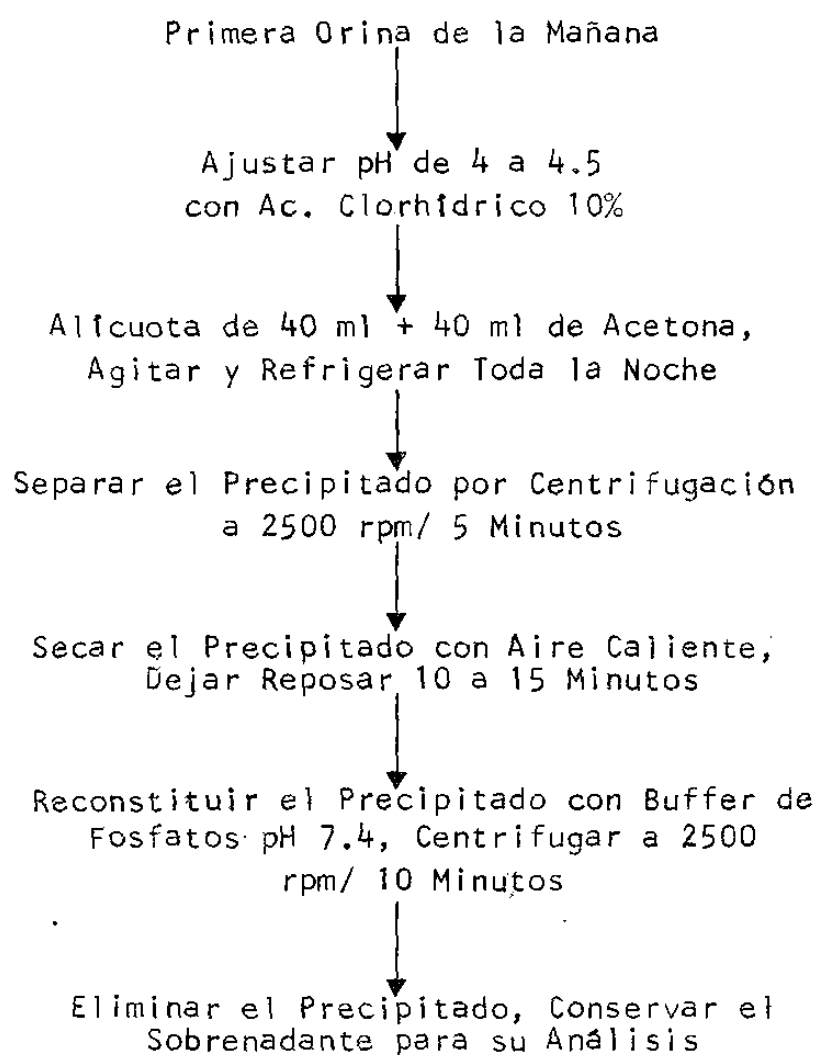 Primera Orina de la Mañana
Ajustar pH de 4 a 4.5
con Ac. Clorhídrico 10%
Alícuota de 40 ml + 40 ml de Acetona,
Agitar y Refrigerar Toda la Noche
Separar el Precipitado por Centrifugación
a 2500 rpm/ 5 Minutos
Secar el Precipitado con Aire Caliente,
Dejar Reposar 10 a 15 Minutos
Reconstituir el Precipitado con Buffer de
Fosfatos pH 7.4, Centrifugar a 2500
rpm/ 10 Minutos
Eliminar el Precipitado, Conservar el
Sobrenadante para su Análisis